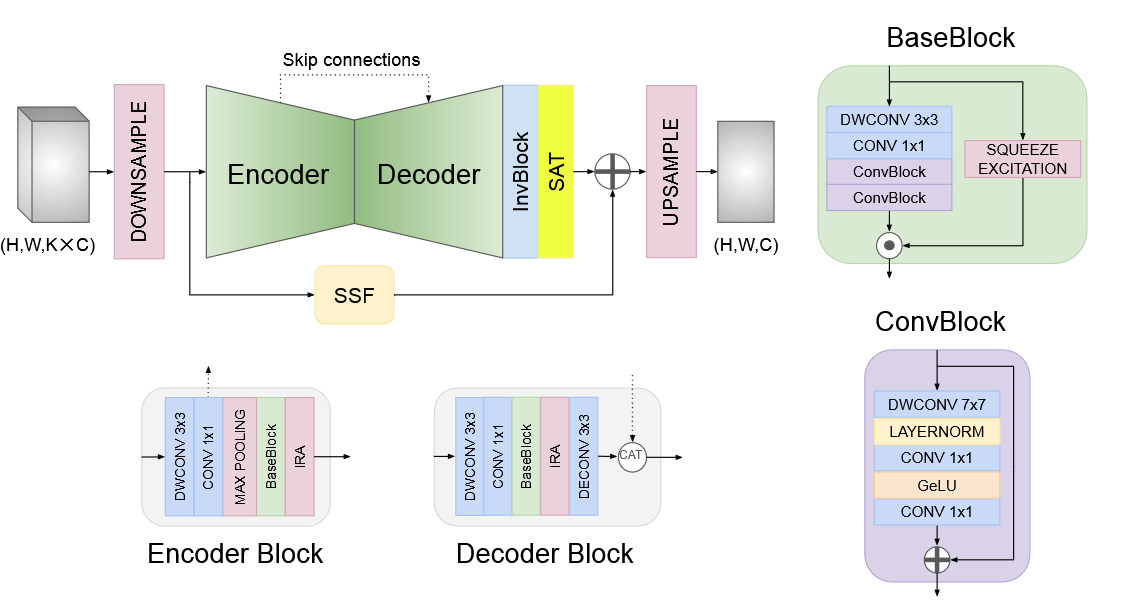 Skip connections
DOWNSAMPLE
Encoder
Decoder
InvBlock
SAT
UPSAMPLE
(H,W,K×C)
(H,W,C)
SSF
BaseBlock
DWCONV 3x3
CONV 1x1
ConvBlock
ConvBlock
SQUEEZE
EXCITATION
ConvBlock
DWCONV 7x7
LAYERNORM
CONV 1x1
GeLU
CONV 1x1
DWCONV 3x3
CONV 1x1
MAX POOLING
BaseBlock
IRA
Encoder Block
DWCONV 3x3
CONV 1x1
BaseBlock
IRA
DECONV 3x3
CAT
Decoder Block